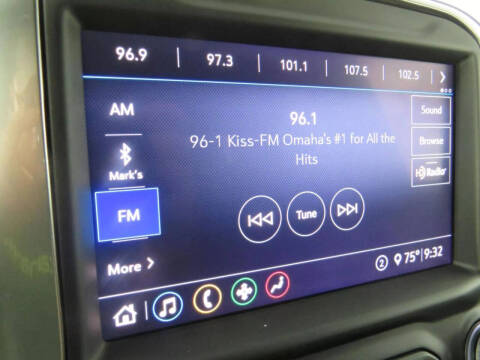 96.9
97.3
101.1
107.5
102.5
AM
96.1
96-1 Kiss-FM Omaha's #1 for All the
Hits
Sound
Browse
HD Radio
Mark's
FM
Tune
More
2
75° 9:32